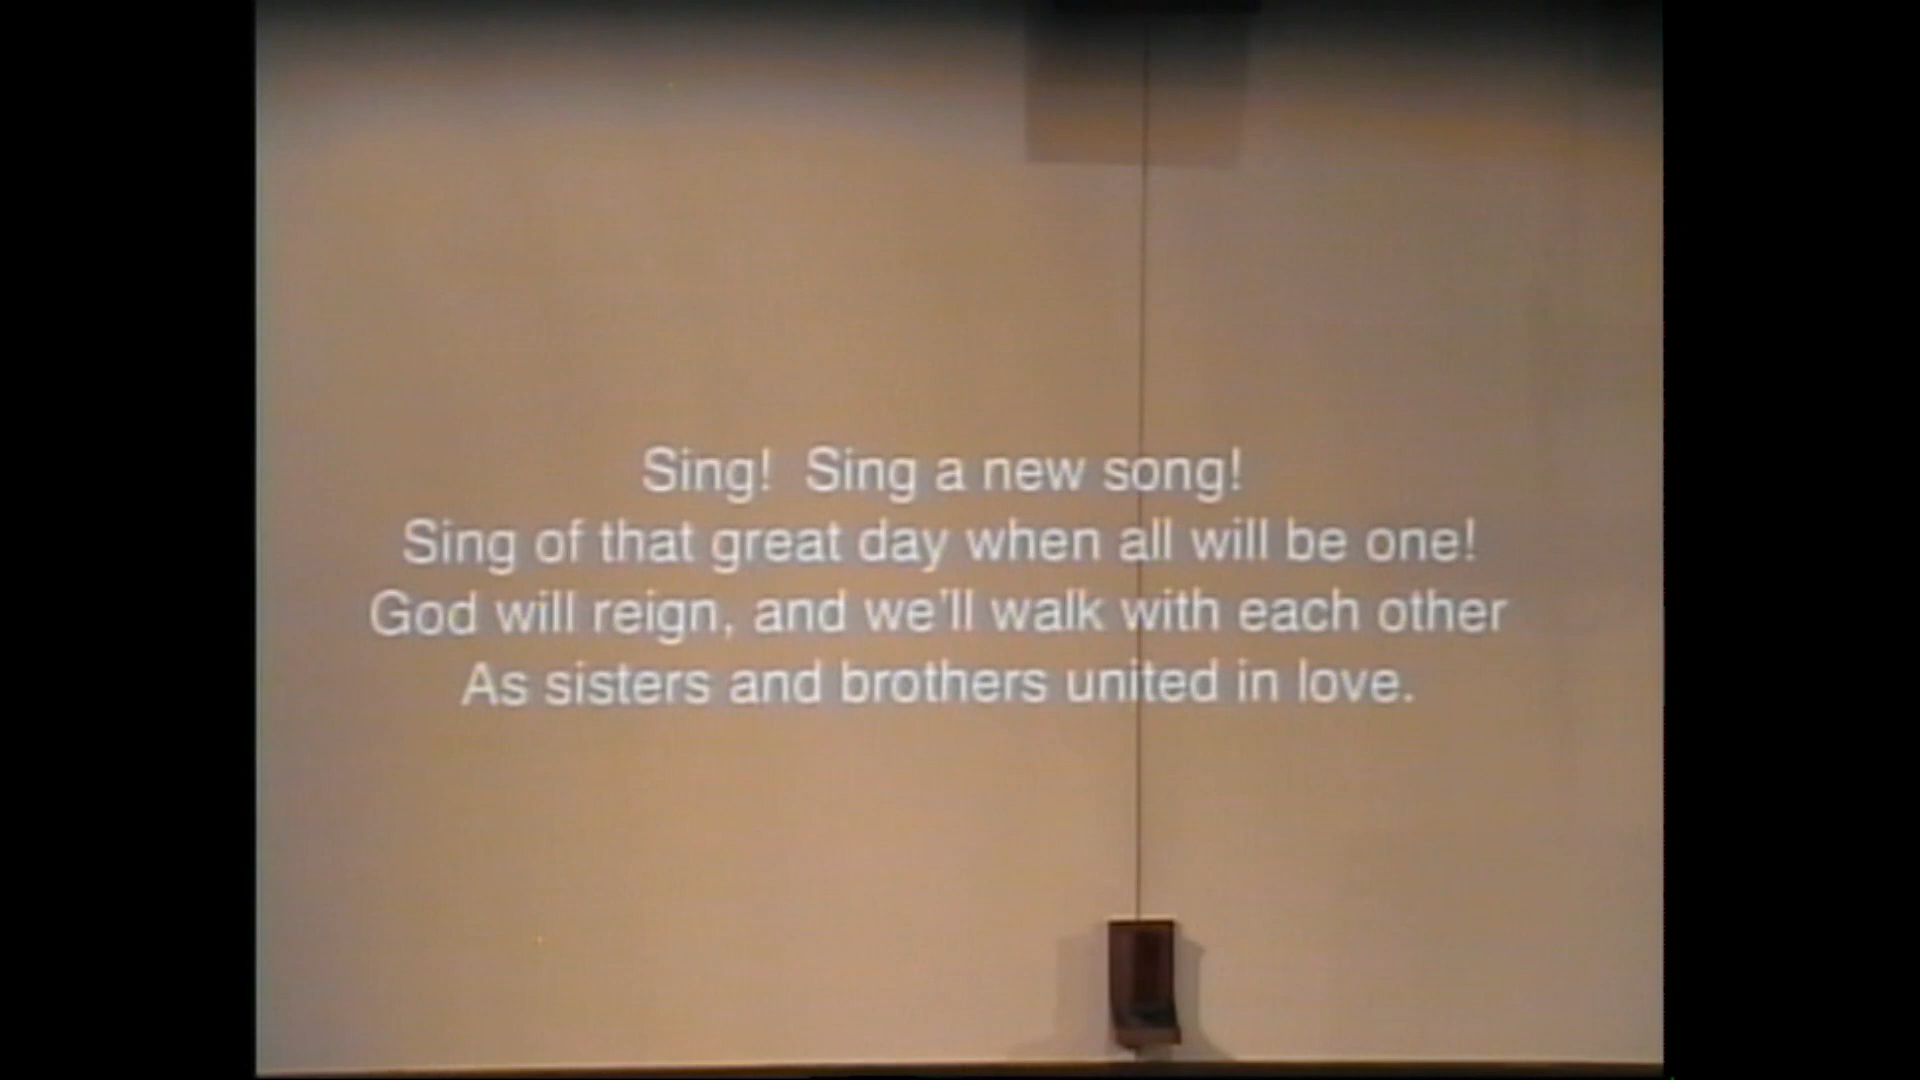 Sing!  Sing a new song!
Sing of that great day when all will be one!
God will reign, and we'll walk with each other
As sisters and brothers united in love.